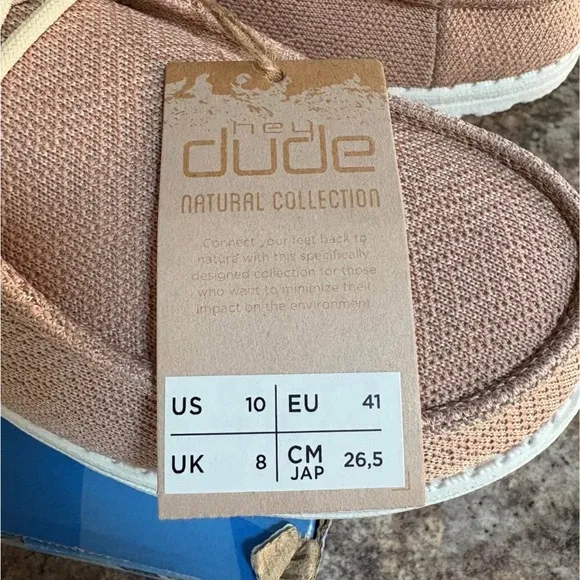 hey
dude
NATURAL COLLECTION
Connect your feet back to
nature with this specifically
designed collection for those
who want to minimize their
impact on the environment.
US 10 EU 41
UK 8 CM JAP 26,5